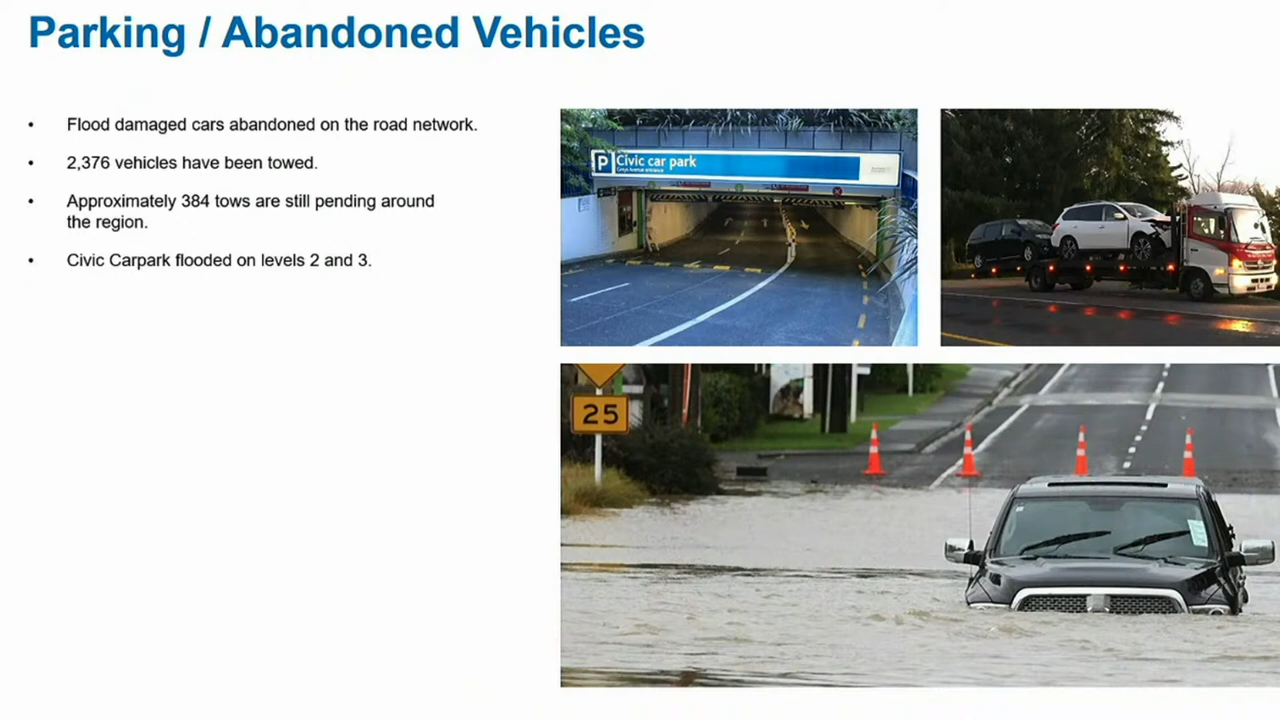 Parking / Abandoned Vehicles
• Flood damaged cars abandoned on the road network.
• 2,376 vehicles have been towed.
• Approximately 384 tows are still pending around
the region.
• Civic Carpark flooded on levels 2 and 3.
P Civic car park
25